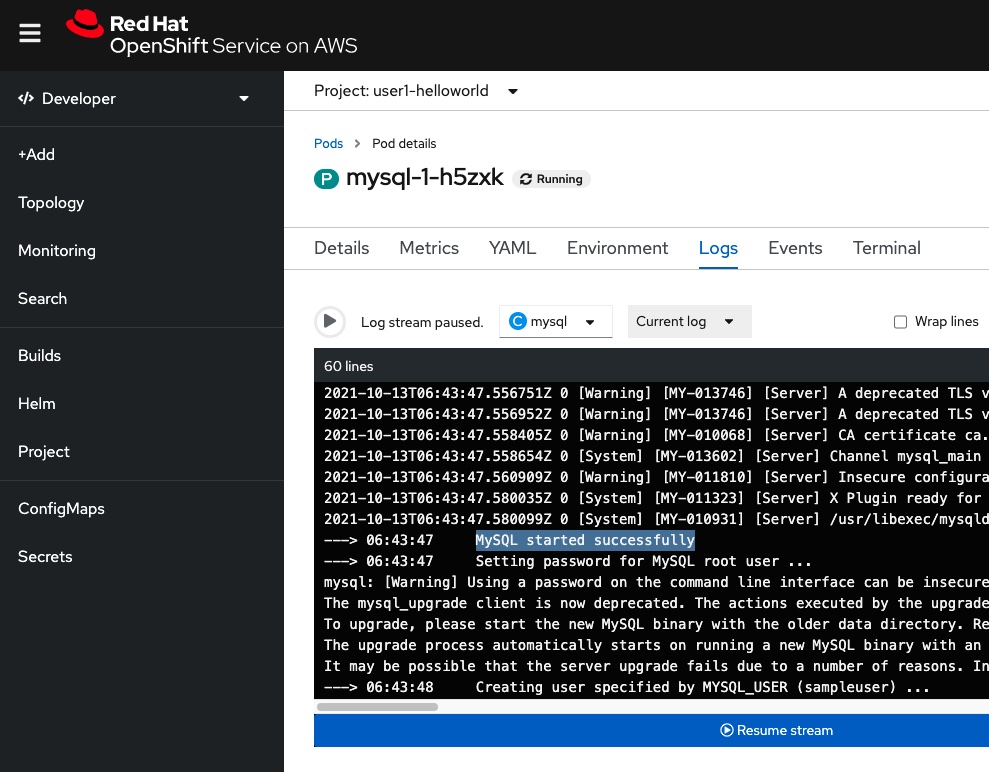 Red Hat
OpenShift Service on AWS
Developer
+Add
Topology
Monitoring
Search
Builds
Helm
Project
ConfigMaps
Secrets
Project: user1-helloworld
Pods > Pod details
P mysql-1-h5zxk Running
Details Metrics YAML Environment Logs Events Terminal
Log stream paused. C mysql Current log Wrap lines
60 lines
2021-10-13T06:43:47.556751Z 0 [Warning] [MY-013746] [Server] A deprecated TLS v
2021-10-13T06:43:47.556952Z 0 [Warning] [MY-013746] [Server] A deprecated TLS v
2021-10-13T06:43:47.558405Z 0 [Warning] [MY-010068] [Server] CA certificate ca.
2021-10-13T06:43:47.558654Z 0 [System] [MY-013602] [Server] Channel mysql_main
2021-10-13T06:43:47.560909Z 0 [Warning] [MY-011810] [Server] Insecure configura
2021-10-13T06:43:47.580035Z 0 [System] [MY-011323] [Server] X Plugin ready for
2021-10-13T06:43:47.580099Z 0 [System] [MY-010931] [Server] /usr/libexec/mysqld
---> 06:43:47 MySQL started successfully
---> 06:43:47 Setting password for MySQL root user ...
mysql: [Warning] Using a password on the command line interface can be insecure
The mysql_upgrade client is now deprecated. The actions executed by the upgrade
To upgrade, please start the new MySQL binary with the older data directory. Re
The upgrade process automatically starts on running a new MySQL binary with an
It may be possible that the server upgrade fails due to a number of reasons. In
---> 06:43:48 Creating user specified by MYSQL_USER (sampleuser) ...
Resume stream